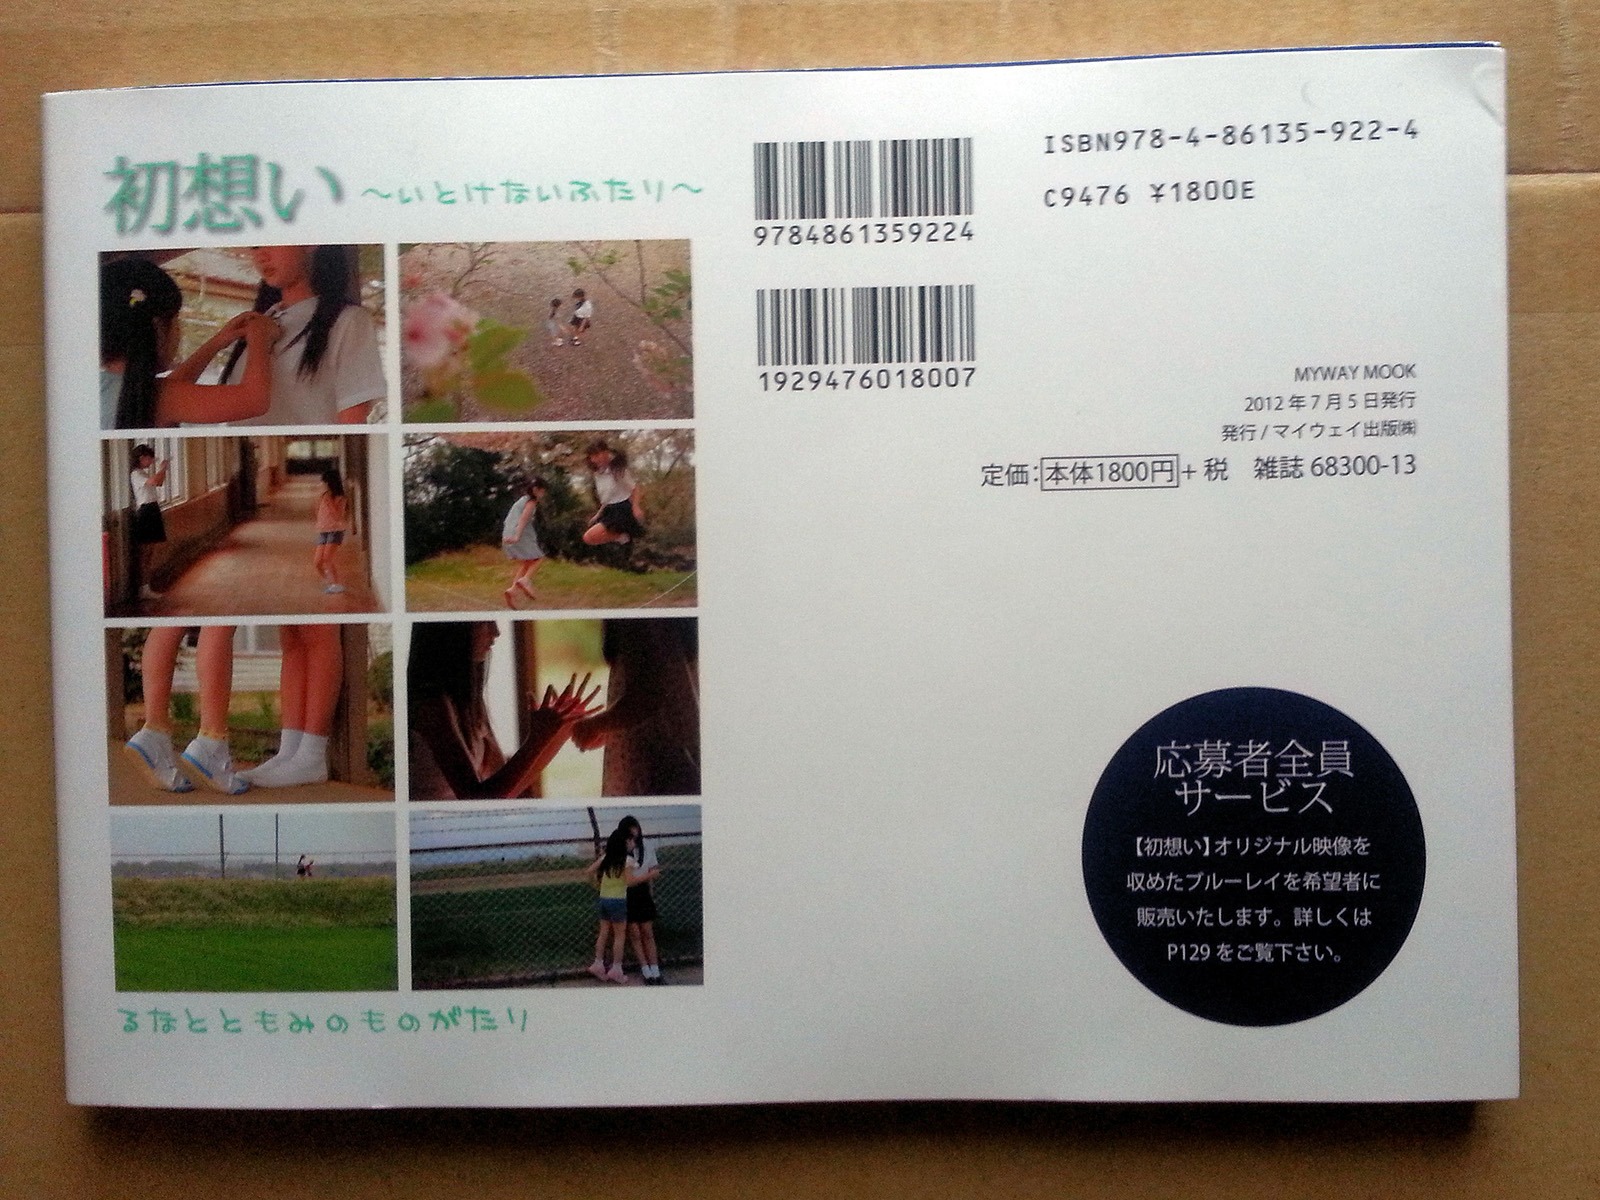 初想い ～いとけないふたり～
9784861359224
1929476018007
ISBN978-4-86135-922-4
C9476 ¥1800E
MYWAY MOOK
2012年7月5日発行
発行/マイウェイ出版㈱
定価:本体1800円+税 雑誌68300-13
応募者全員
サービス
【初想い】オリジナル映像を
収めたブルーレイを希望者に
販売いたします。詳しくは
P129をご覧下さい。
るなとともみのものがたり